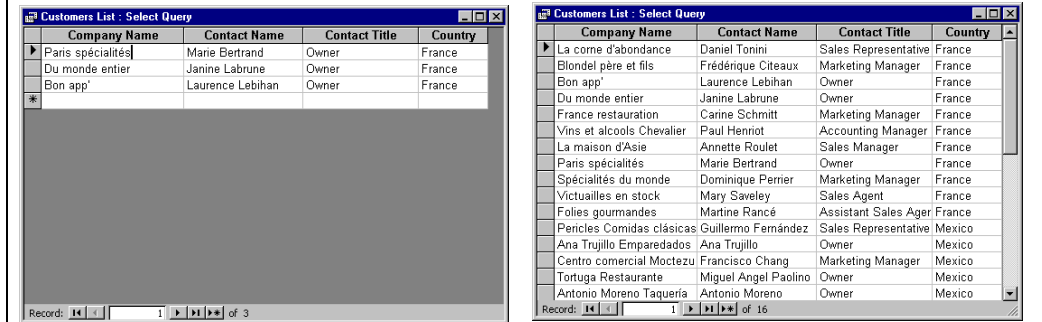 Customers List : Select Query
Company Name Contact Name Contact Title Country
Paris spécialités Marie Bertrand Owner France
Du monde entier Janine Labrune Owner France
Bon app' Laurence Lebihan Owner France
Record: 1 of 3
Customers List : Select Query
Company Name Contact Name Contact Title Country
La corne d'abondance Daniel Tonini Sales Representative France
Blondel père et fils Frédérique Citeaux Marketing Manager France
Bon app' Laurence Lebihan Owner France
Du monde entier Janine Labrune Owner France
France restauration Carine Schmitt Marketing Manager France
Vins et alcools Chevalier Paul Henriot Accounting Manager France
La maison d'Asie Annette Roulet Sales Manager France
Paris spécialités Marie Bertrand Owner France
Spécialités du monde Dominique Perrier Marketing Manager France
Victuailles en stock Mary Saveley Sales Agent France
Folies gourmandes Martine Rancé Assistant Sales Ager France
Pericles Comidas clásicas Guillermo Fernández Sales Representative Mexico
Ana Trujillo Emparedados Ana Trujillo Owner Mexico
Centro comercial Moctezu Francisco Chang Marketing Manager Mexico
Tortuga Restaurante Miguel Angel Paolino Owner Mexico
Antonio Moreno Taquería Antonio Moreno Owner Mexico
Record: 1 of 16